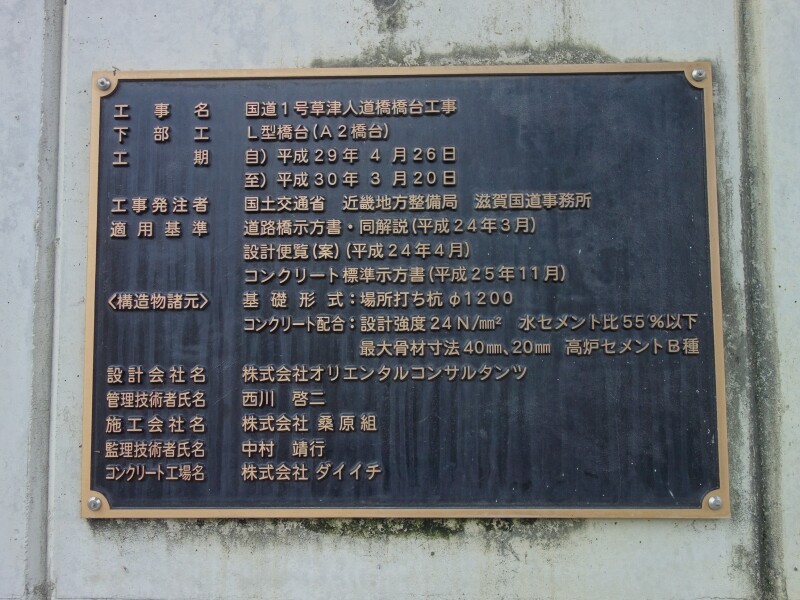 工事名 国道1号草津人道橋橋台工事
下部工 L型橋台(A2橋台)
工期 自) 平成29年 4月26日
至) 平成30年 3月20日
工事発注者 国土交通省 近畿地方整備局 滋賀国道事務所
適用基準 道路橋示方書・同解説(平成24年3月)
設計便覧(案)(平成24年4月)
コンクリート標準示方書(平成25年11月)
〈構造物諸元〉 基礎形式:場所打ち杭 φ1200
コンクリート配合:設計強度24N/mm² 水セメント比55%以下
最大骨材寸法40mm、20mm 高炉セメントB種
設計会社名 株式会社オリエンタルコンサルタンツ
管理技術者氏名 西川 啓二
施工会社名 株式会社 桑原組
監理技術者氏名 中村 靖行
コンクリート工場名 株式会社 ダイイチ